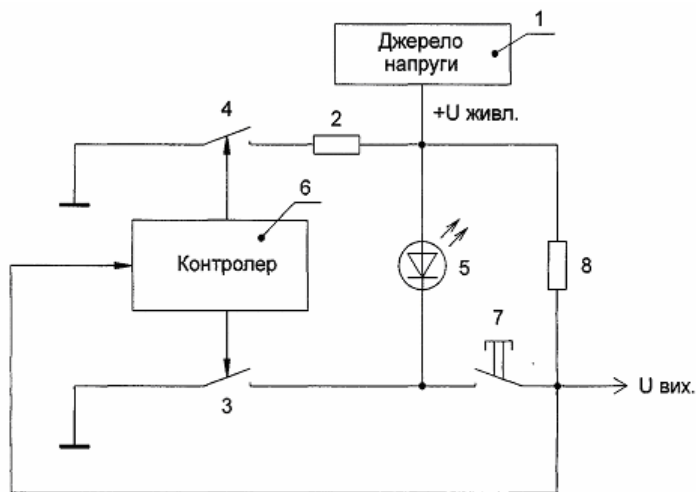 1
Джерело
напруги
+U живл.
4
2
6
Контролер
5
8
7
3
U вих.